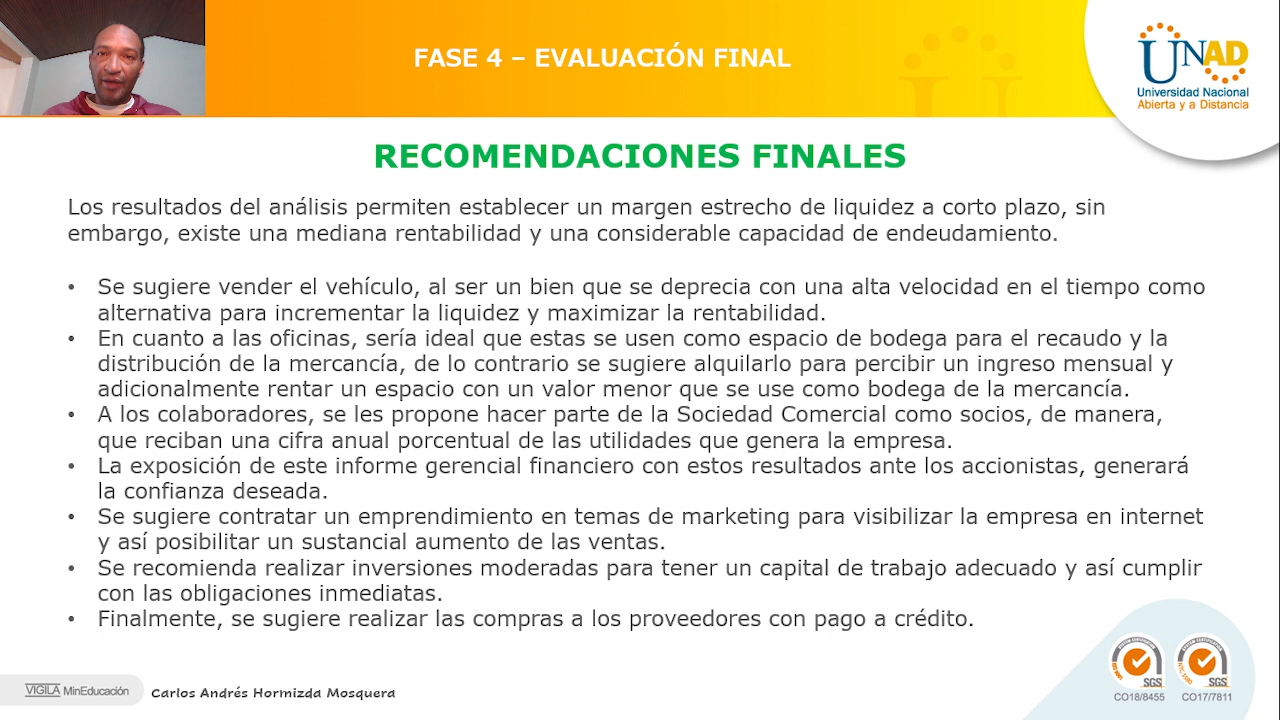 FASE 4 – EVALUACIÓN FINAL
UNAD
Universidad Nacional
Abierta y a Distancia
RECOMENDACIONES FINALES
Los resultados del análisis permiten establecer un margen estrecho de liquidez a corto plazo, sin
embargo, existe una mediana rentabilidad y una considerable capacidad de endeudamiento.
• Se sugiere vender el vehículo, al ser un bien que se deprecia con una alta velocidad en el tiempo como
alternativa para incrementar la liquidez y maximizar la rentabilidad.
• En cuanto a las oficinas, sería ideal que estas se usen como espacio de bodega para el recaudo y la
distribución de la mercancía, de lo contrario se sugiere alquilarlo para percibir un ingreso mensual y
adicionalmente rentar un espacio con un valor menor que se use como bodega de la mercancía.
• A los colaboradores, se les propone hacer parte de la Sociedad Comercial como socios, de manera,
que reciban una cifra anual porcentual de las utilidades que genera la empresa.
• La exposición de este informe gerencial financiero con estos resultados ante los accionistas, generará
la confianza deseada.
• Se sugiere contratar un emprendimiento en temas de marketing para visibilizar la empresa en internet
y así posibilitar un sustancial aumento de las ventas.
• Se recomienda realizar inversiones moderadas para tener un capital de trabajo adecuado y así cumplir
con las obligaciones inmediatas.
• Finalmente, se sugiere realizar las compras a los proveedores con pago a crédito.
VIGILA MinEducación
Carlos Andrés Hormizda Mosquera
SGS
SGS
CO18/8455
CO17/7811